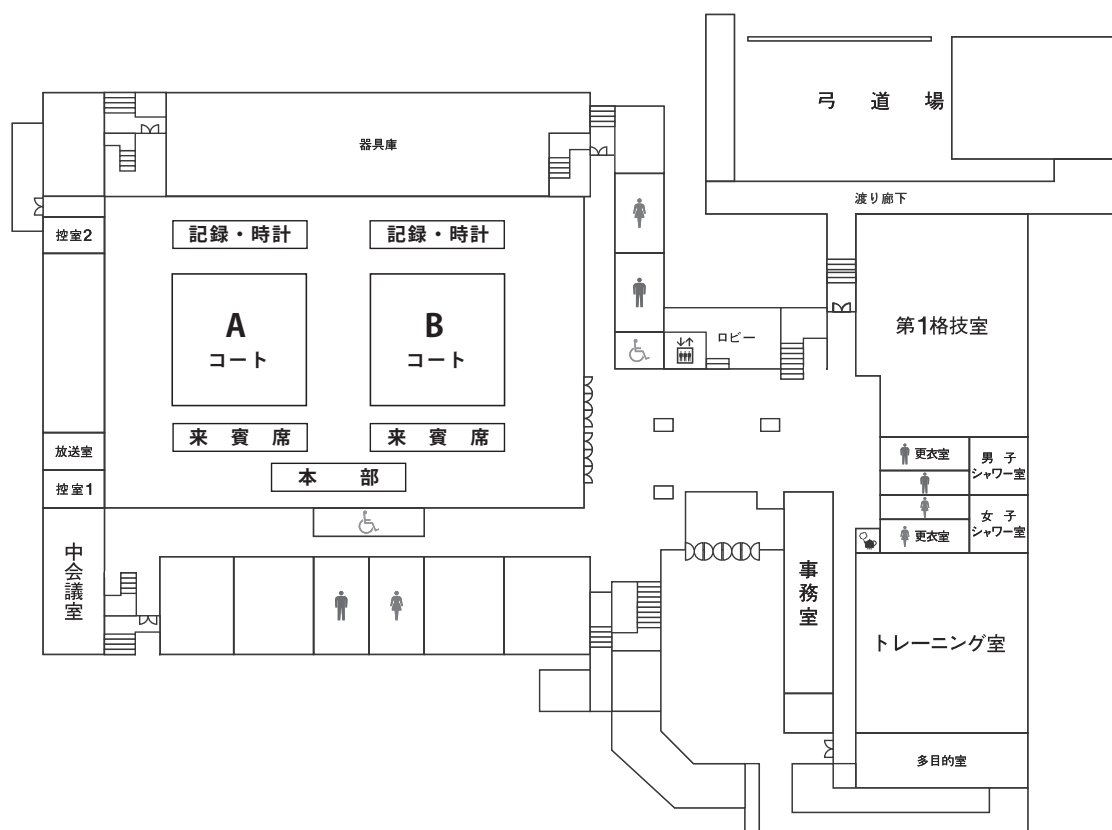 弓道場
器具庫
渡り廊下
控室2
記録・時計
記録・時計
A
コート
B
コート
ロビー
第1格技室
来賓席
来賓席
放送室
本部
控室1
更衣室
男子
シャワー室
女子
シャワー室
更衣室
中会議室
事務室
トレーニング室
多目的室